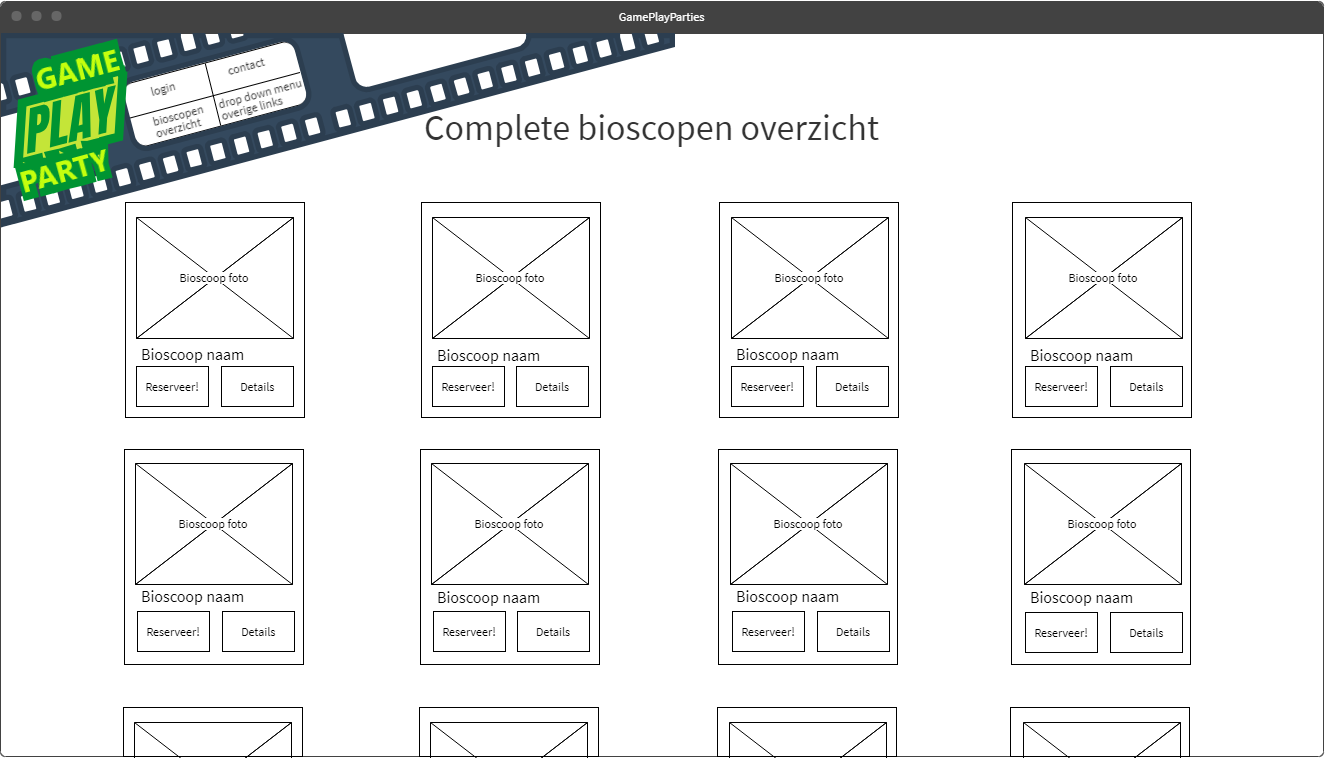 GamePlayParties
GAME
PLAY
PARTY
login
contact
bioscopen
overzicht
drop down menu
overige links
Complete bioscopen overzicht
Bioscoop foto
Bioscoop foto
Bioscoop foto
Bioscoop foto
Bioscoop naam
Bioscoop naam
Bioscoop naam
Bioscoop naam
Reserveer!
Details
Reserveer!
Details
Reserveer!
Details
Reserveer!
Details
Bioscoop foto
Bioscoop foto
Bioscoop foto
Bioscoop foto
Bioscoop naam
Bioscoop naam
Bioscoop naam
Bioscoop naam
Reserveer!
Details
Reserveer!
Details
Reserveer!
Details
Reserveer!
Details